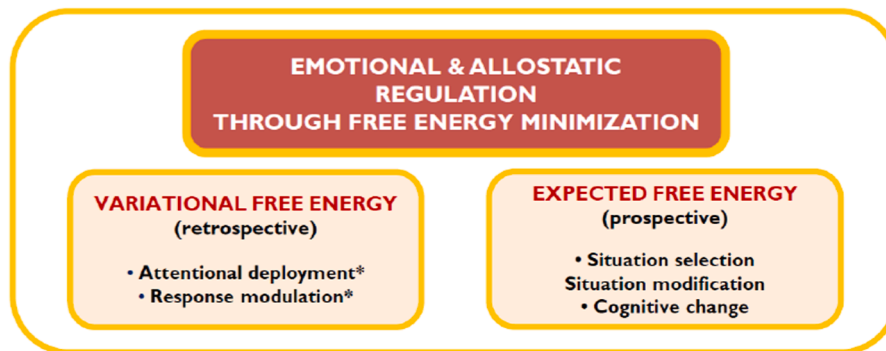 EMOTIONAL & ALLOSTATIC
REGULATION
THROUGH FREE ENERGY MINIMIZATION
VARIATIONAL FREE ENERGY
(retrospective)
• Attentional deployment*
• Response modulation*
EXPECTED FREE ENERGY
(prospective)
• Situation selection
Situation modification
• Cognitive change